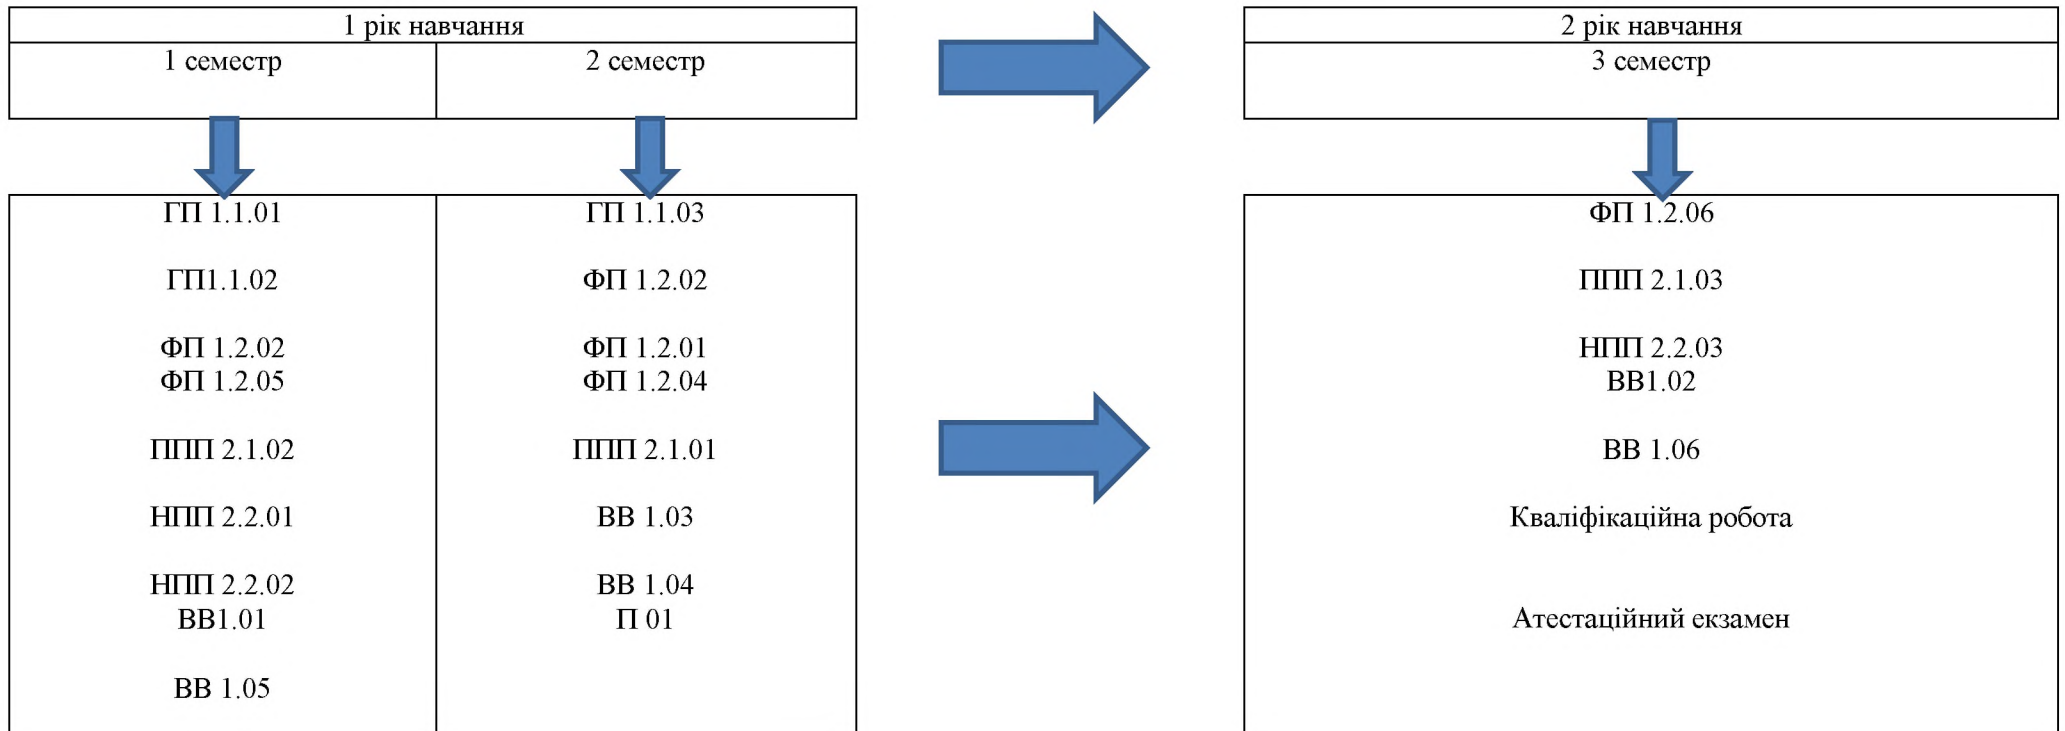 1 рік навчання
1 семестр
2 семестр
ГП 1.1.01
ГП1.1.02
ФП 1.2.02
ФП 1.2.05
ППП 2.1.02
НПП 2.2.01
НПП 2.2.02
ВВ1.01
ВВ 1.05
ГП 1.1.03
ФП 1.2.02
ФП 1.2.01
ФП 1.2.04
ППП 2.1.01
ВВ 1.03
ВВ 1.04
П 01
2 рік навчання
3 семестр
ФП 1.2.06
ППП 2.1.03
НПП 2.2.03
ВВ1.02
ВВ 1.06
Кваліфікаційна робота
Атестаційний екзамен